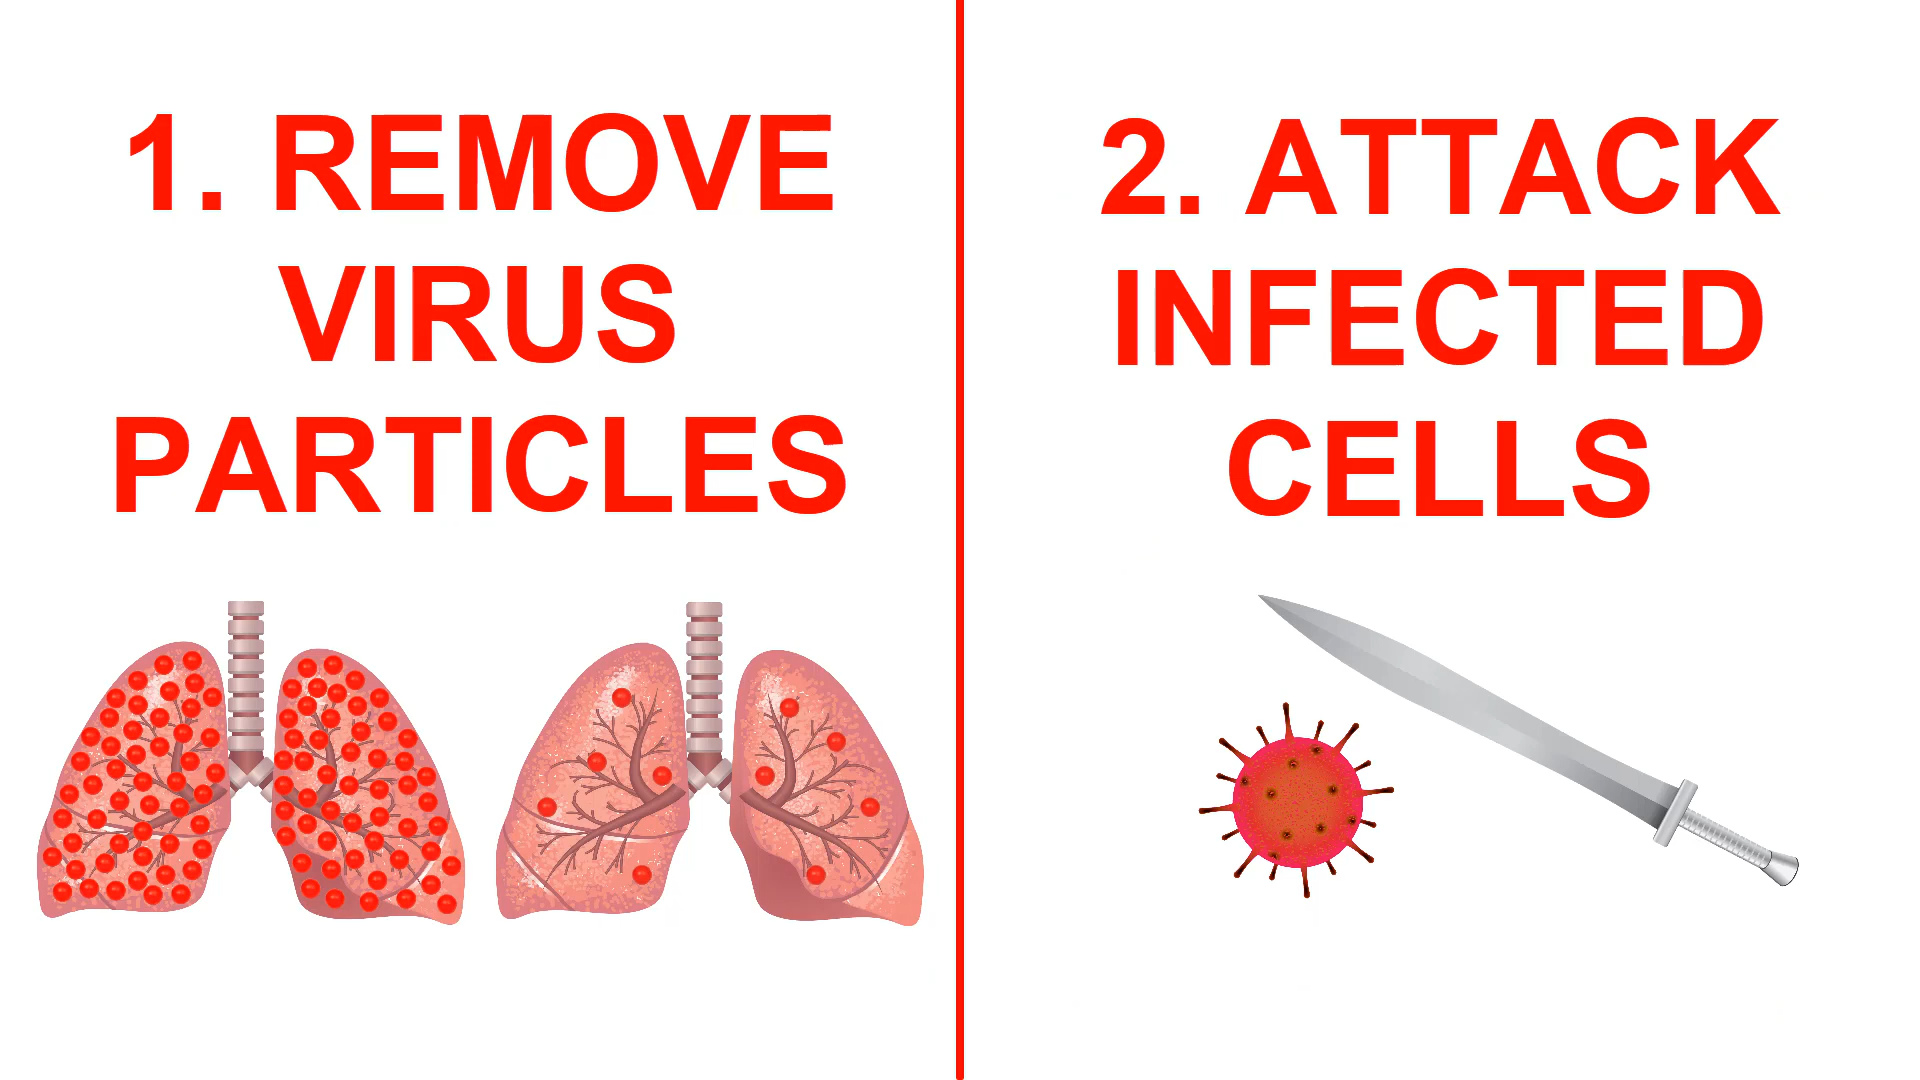 1. REMOVE
VIRUS
PARTICLES
2. ATTACK
INFECTED
CELLS